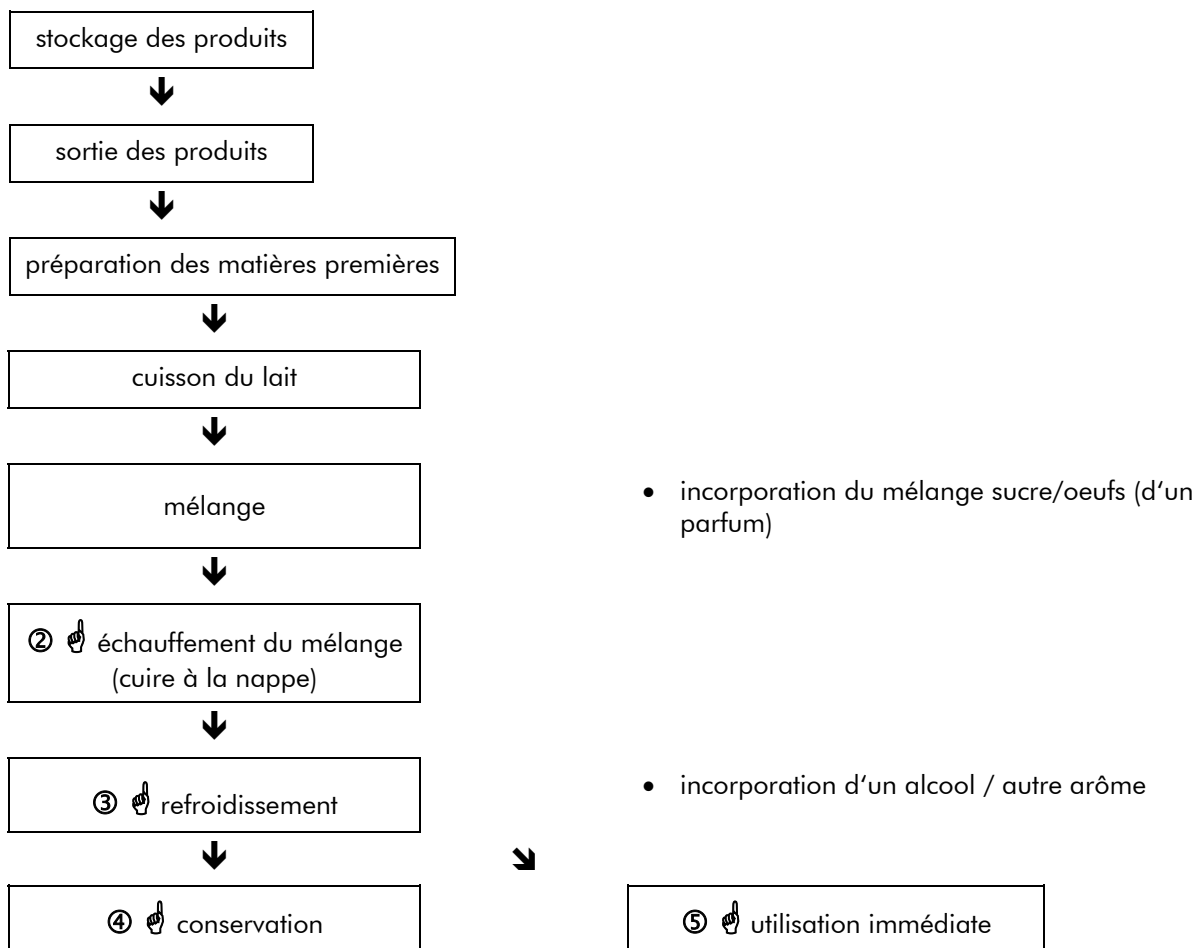 stockage des produits
sortie des produits
préparation des matières premières
cuisson du lait
mélange
• incorporation du mélange sucre/oeufs (d‘un
parfum)
② échauffement du mélange
(cuire à la nappe)
③ refroidissement
• incorporation d‘un alcool / autre arôme
④ conservation
⑤ utilisation immédiate